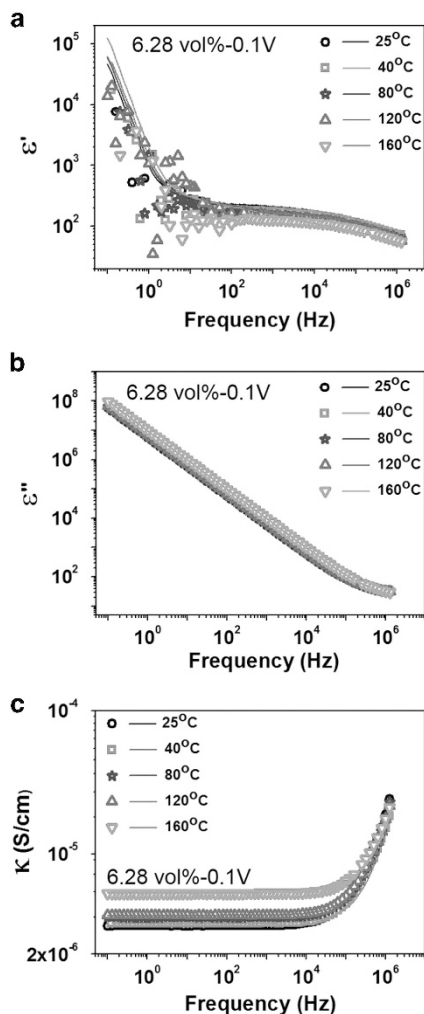 a
6.28 vol%-0.1V
25°C
40°C
80°C
120°C
160°C
10⁵
10⁴
10³
10²
ε'
10⁰ 10² 10⁴ 10⁶
Frequency (Hz)
b
6.28 vol%-0.1V
25°C
40°C
80°C
120°C
160°C
10⁸
10⁶
10⁴
10²
ε''
10⁰ 10² 10⁴ 10⁶
Frequency (Hz)
c
25°C
40°C
80°C
120°C
160°C
6.28 vol%-0.1V
10⁻⁴
10⁻⁵
2x10⁻⁶
κ (S/cm)
10⁰ 10² 10⁴ 10⁶
Frequency (Hz)